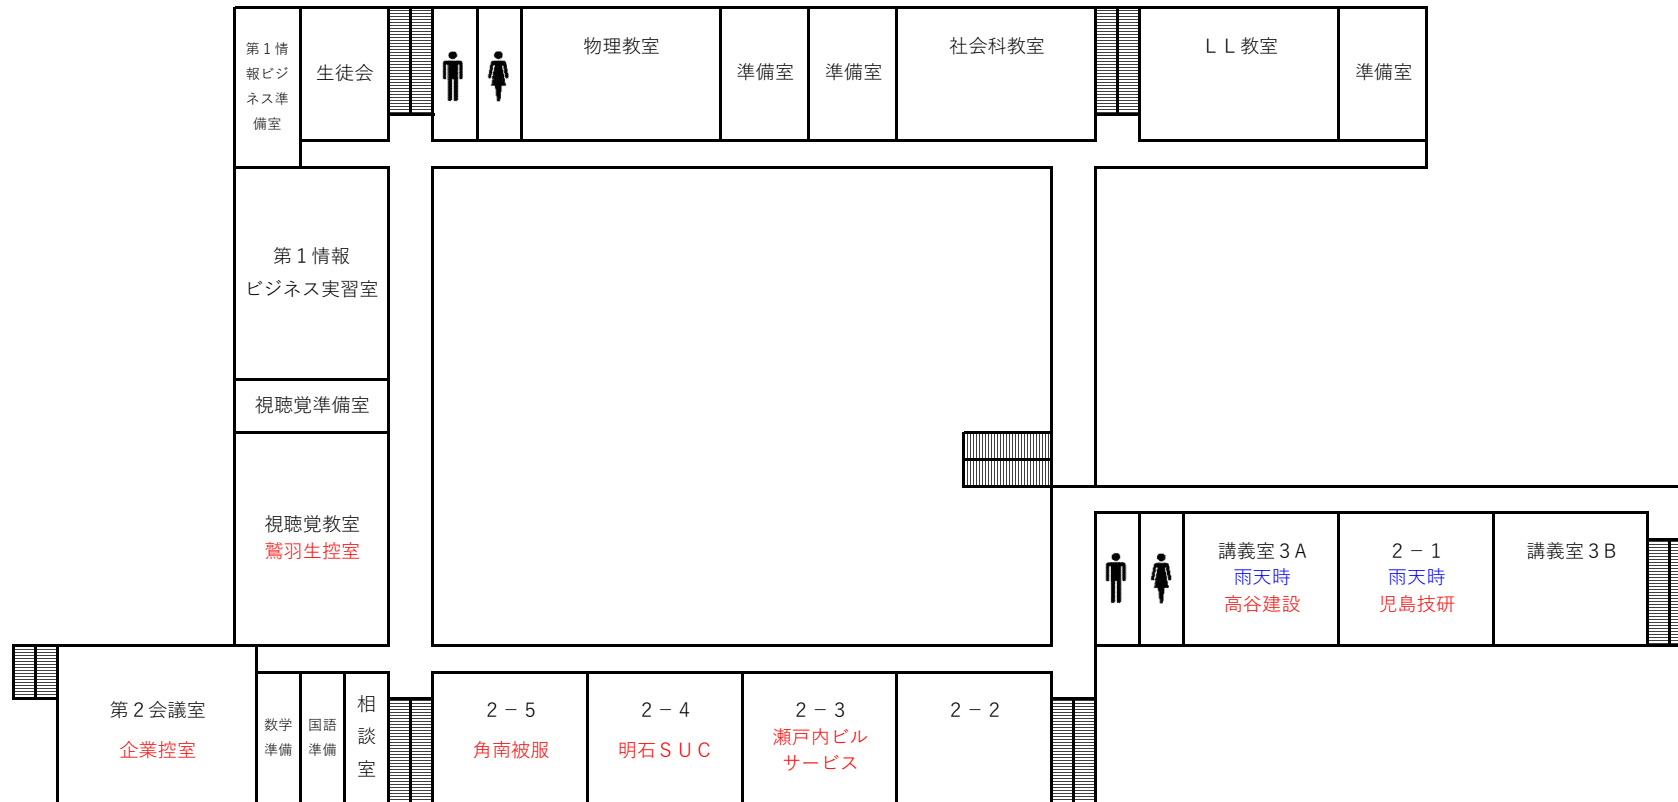 第１情
報ビジ
ネス準
備室
生徒会
物理教室
準備室
準備室
社会科教室
ＬＬ教室
準備室
第１情報
ビジネス実習室
視聴覚準備室
視聴覚教室
鷲羽生控室
講義室３Ａ
雨天時
高谷建設
２－１
雨天時
児島技研
講義室３Ｂ
第２会議室
企業控室
数学
準備
国語
準備
相
談
室
２－５
角南被服
２－４
明石ＳＵＣ
２－３
瀬戸内ビル
サービス
２－２